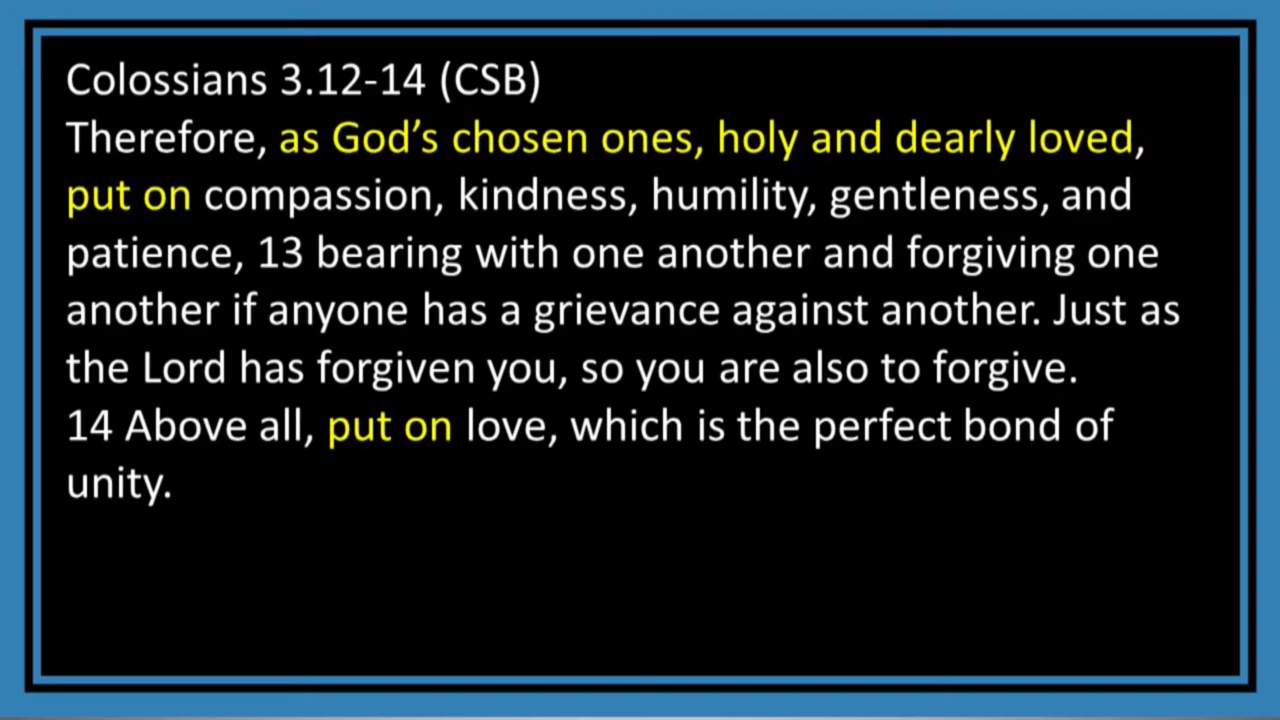 Colossians 3.12-14 (CSB)
Therefore, as God’s chosen ones, holy and dearly loved,
put on compassion, kindness, humility, gentleness, and
patience, 13 bearing with one another and forgiving one
another if anyone has a grievance against another. Just as
the Lord has forgiven you, so you are also to forgive.
14 Above all, put on love, which is the perfect bond of
unity.